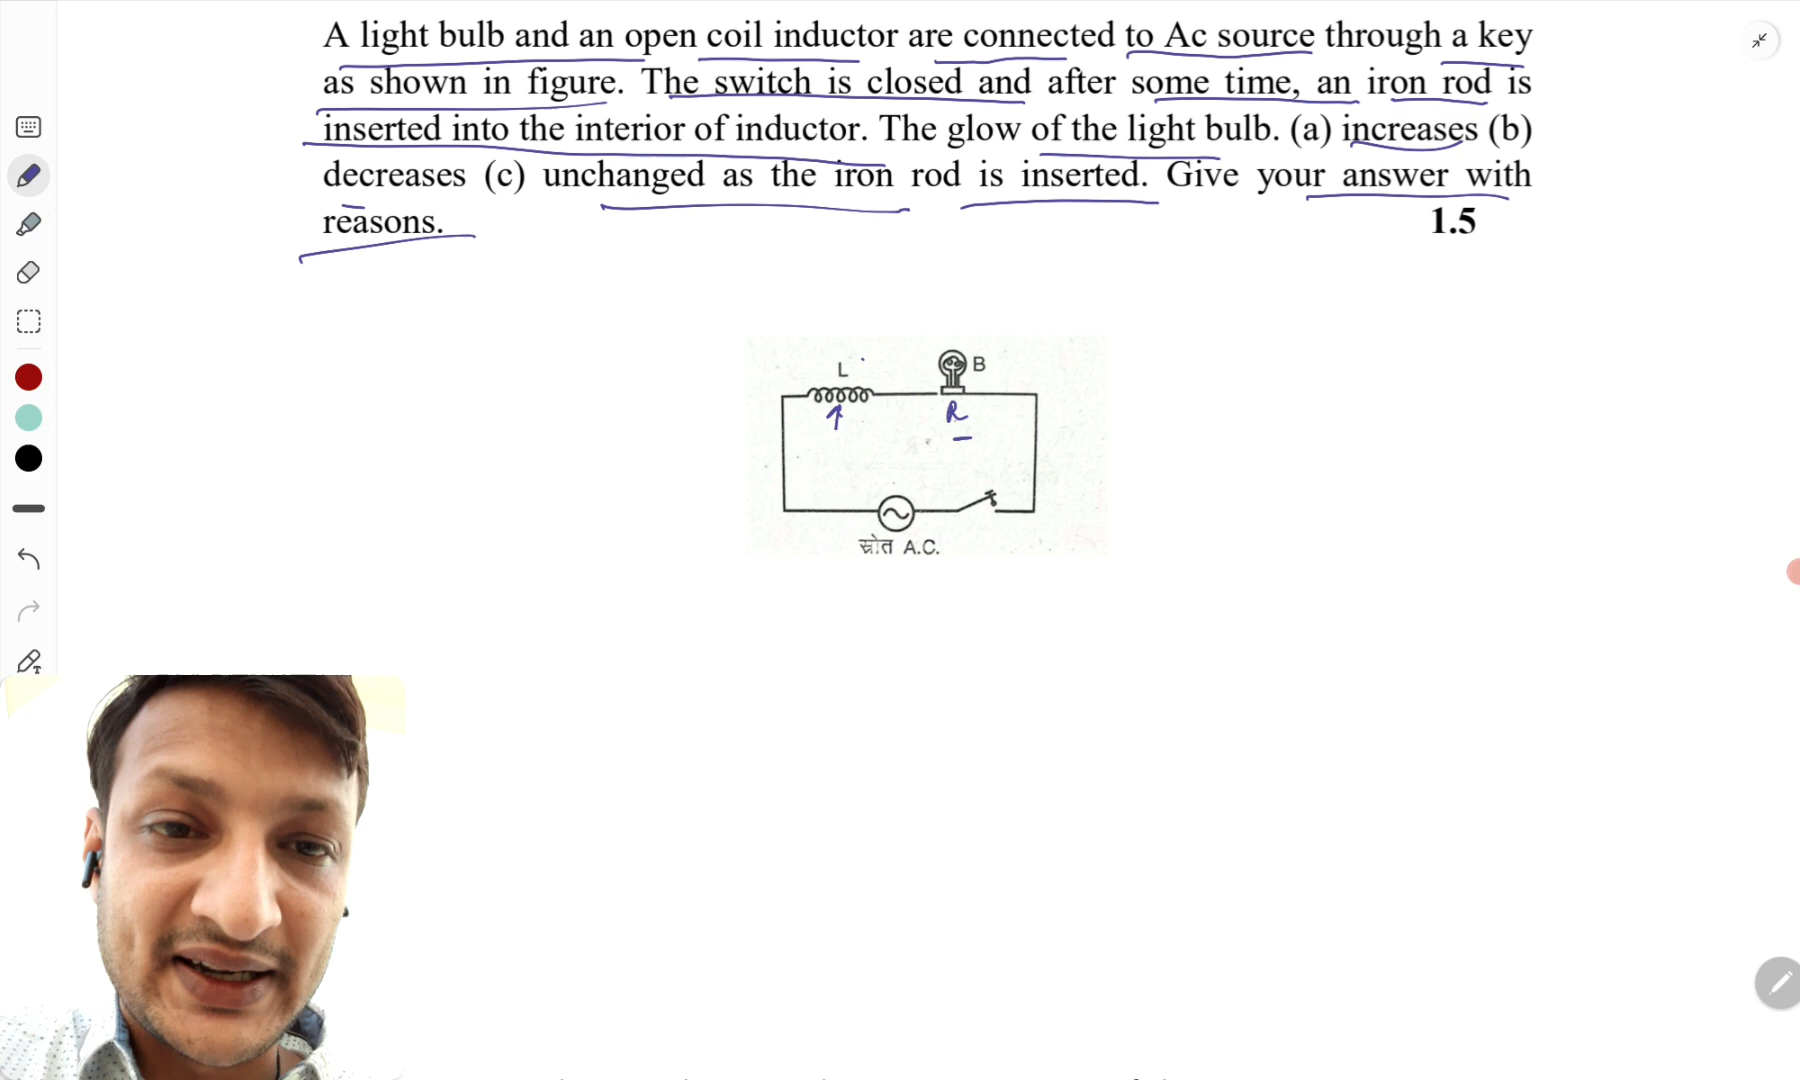 A light bulb and an open coil inductor are connected to Ac source through a key
as shown in figure. The switch is closed and after some time, an iron rod is
inserted into the interior of inductor. The glow of the light bulb. (a) increases (b)
decreases (c) unchanged as the iron rod is inserted. Give your answer with
reasons. 1.5
L B
R
स्रोत A.C.